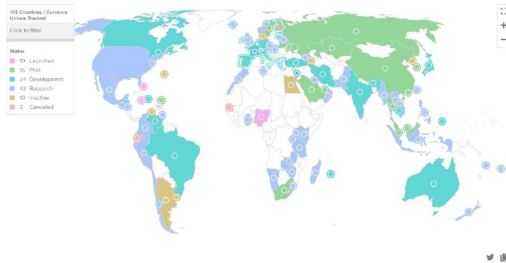 109 Countries / Currency
Unions Tracked
Click to filter
Status
10 Launched
15 Pilot
24 Development
43 Research
10 Inactive
2 Canceled